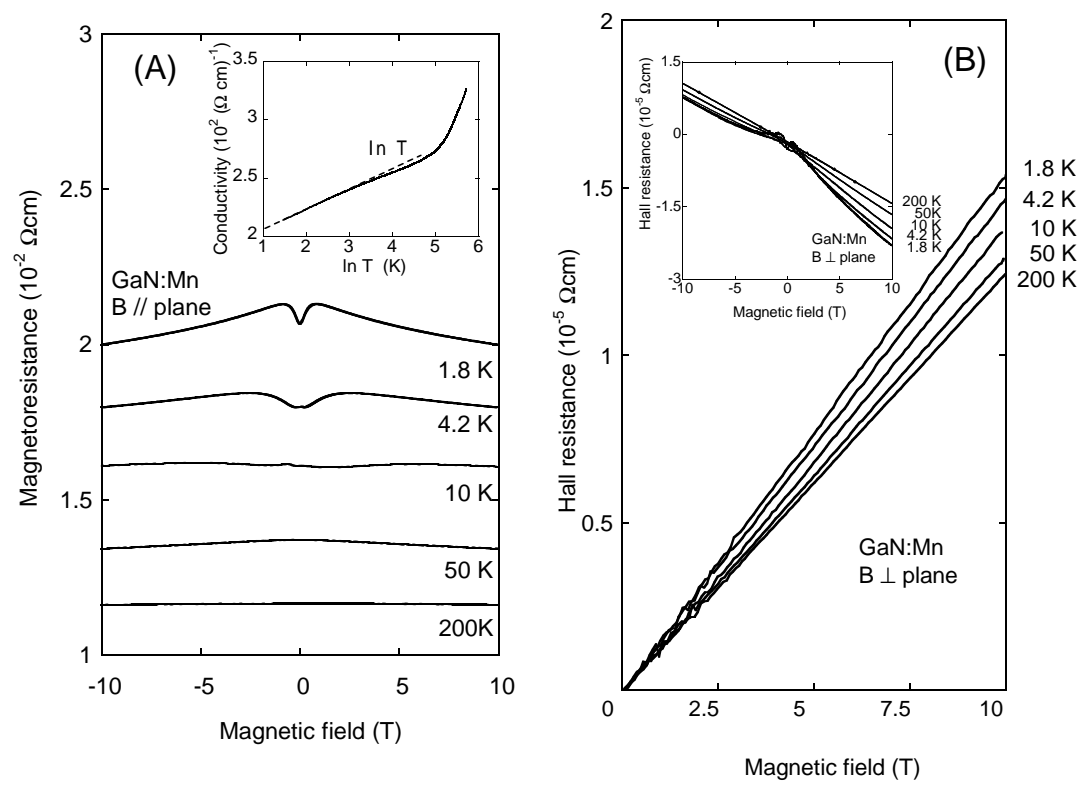 (A)
3
2.5
2
1.5
1
Magnetoresistance (10-2 Ωcm)
-10
-5
0
5
10
Magnetic field (T)
GaN:Mn
B // plane
1.8 K
4.2 K
10 K
50 K
200K
3.5
3
2.5
2
Conductivity (10² (Ω cm)-1)
ln T
1
2
3
4
5
6
ln T (K)
(B)
2
1.5
1
0.5
0
Hall resistance (10-5 Ωcm)
2.5
5
7.5
10
Magnetic field (T)
1.8 K
4.2 K
10 K
50 K
200 K
GaN:Mn
B ⊥ plane
1.5
0
-1.5
-3
Hall resistance (10-5 Ωcm)
-10
-5
0
5
10
Magnetic field (T)
200 K
50K
10 K
4.2 K
1.8 K
GaN:Mn
B ⊥ plane